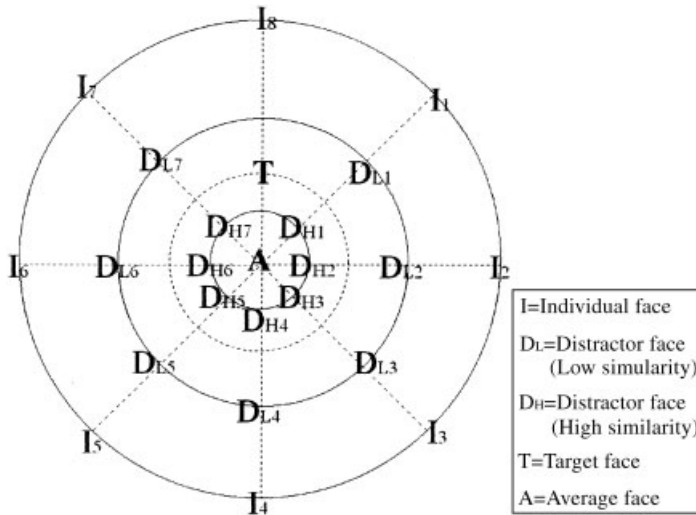 I8
I7
I1
DL7
T
DL1
DH7
DH1
I6
DL6
DH6
A
DH2
DL2
I2
DH5
DH3
DH4
DL5
DL3
DL4
I5
I3
I4
I=Individual face
DL=Distractor face
(Low simularity)
DH=Distractor face
(High similarity)
T=Target face
A=Average face